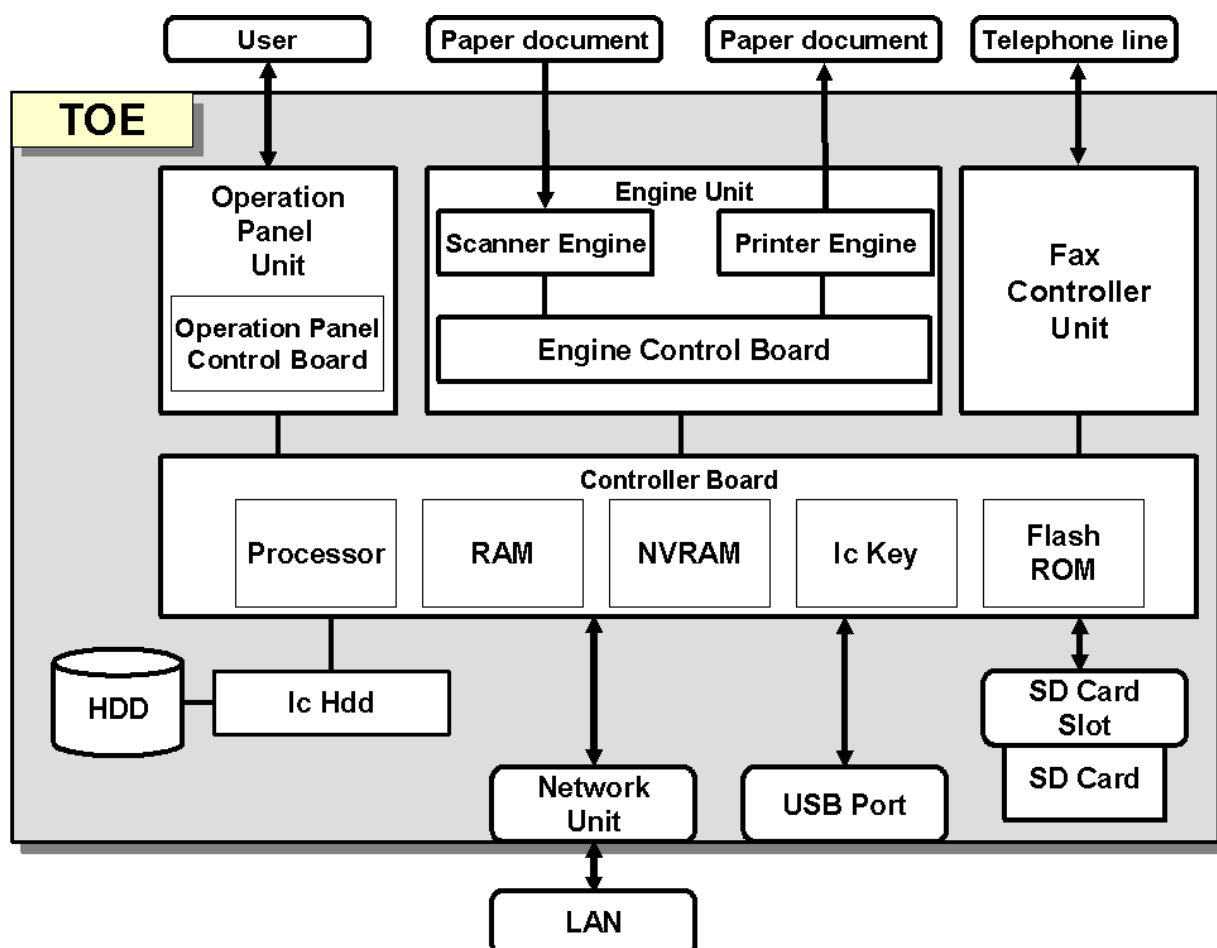 User
Paper document
Paper document
Telephone line
TOE
Operation
Panel
Unit
Operation Panel
Control Board
Engine Unit
Scanner Engine
Printer Engine
Engine Control Board
Fax
Controller
Unit
Controller Board
Processor
RAM
NVRAM
Ic Key
Flash
ROM
HDD
Ic Hdd
Network
Unit
USB Port
SD Card
Slot
SD Card
LAN